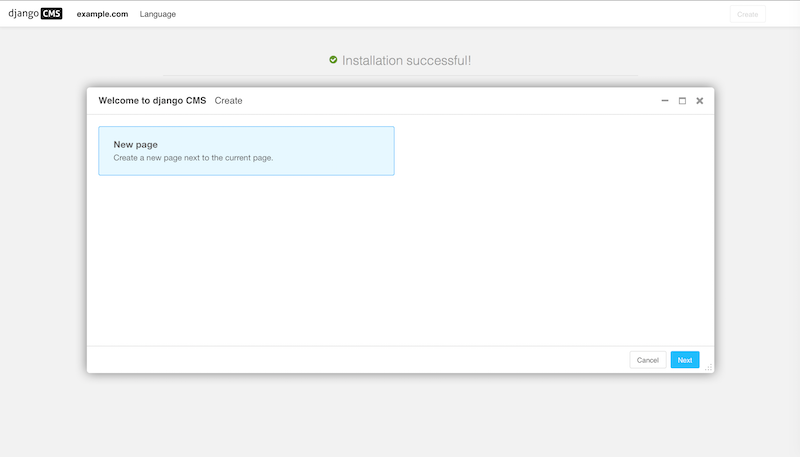 django CMS example.com Language Create
Installation successful!
Welcome to django CMS Create
New page
Create a new page next to the current page.
Cancel Next